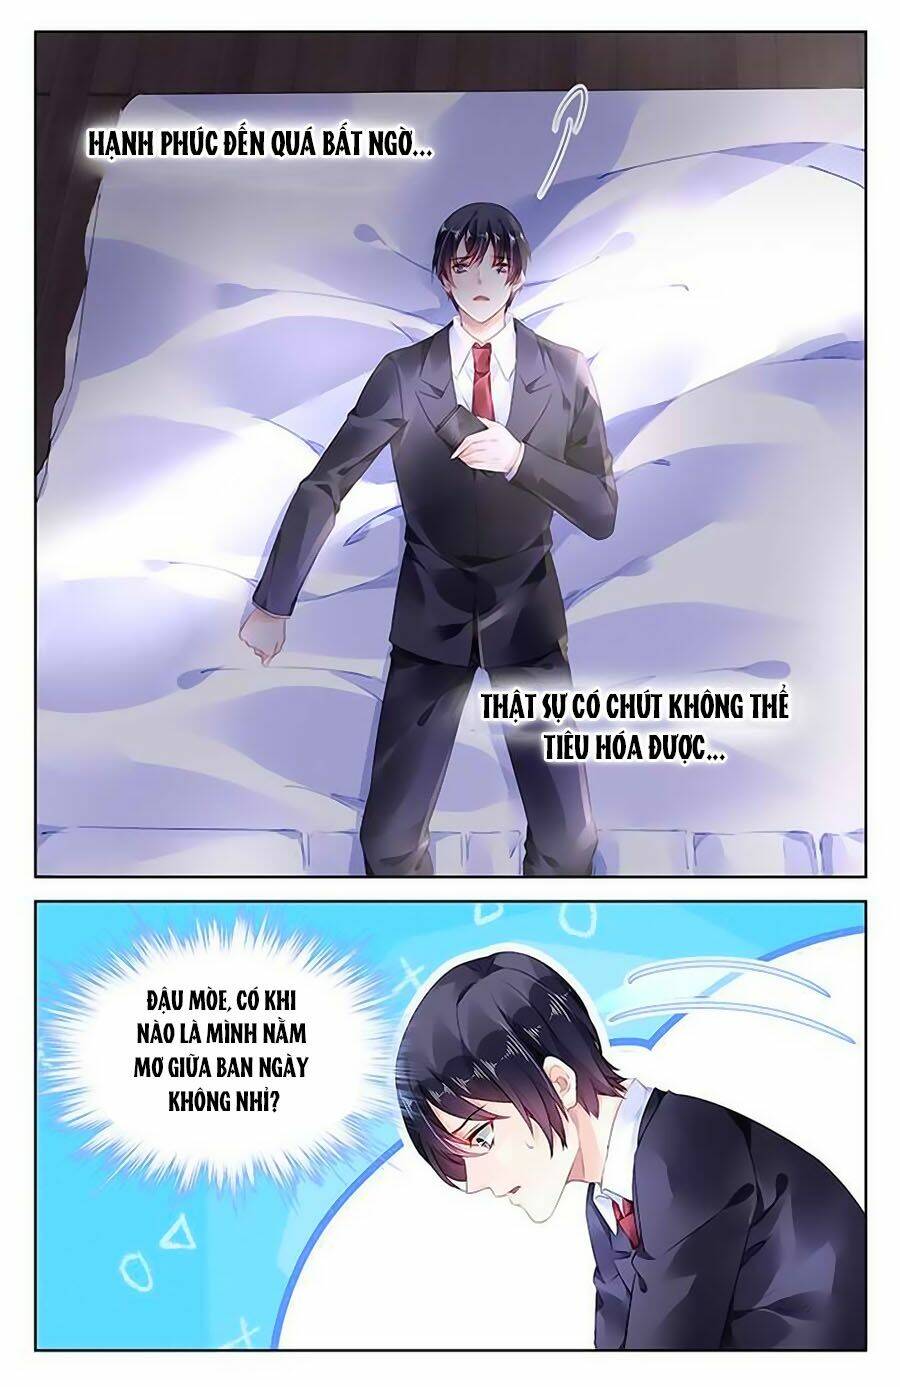 HẠNH PHÚC ĐẾN QUÁ BẤT NGỜ...
THẬT SỰ CÓ CHÚT KHÔNG THỂ
TIÊU HÓA ĐƯỢC...
ĐẬU MÒE, CÓ KHI
NÀO LÀ MÌNH NẰM
MƠ GIỮA BAN NGÀY
KHÔNG NHỈ?